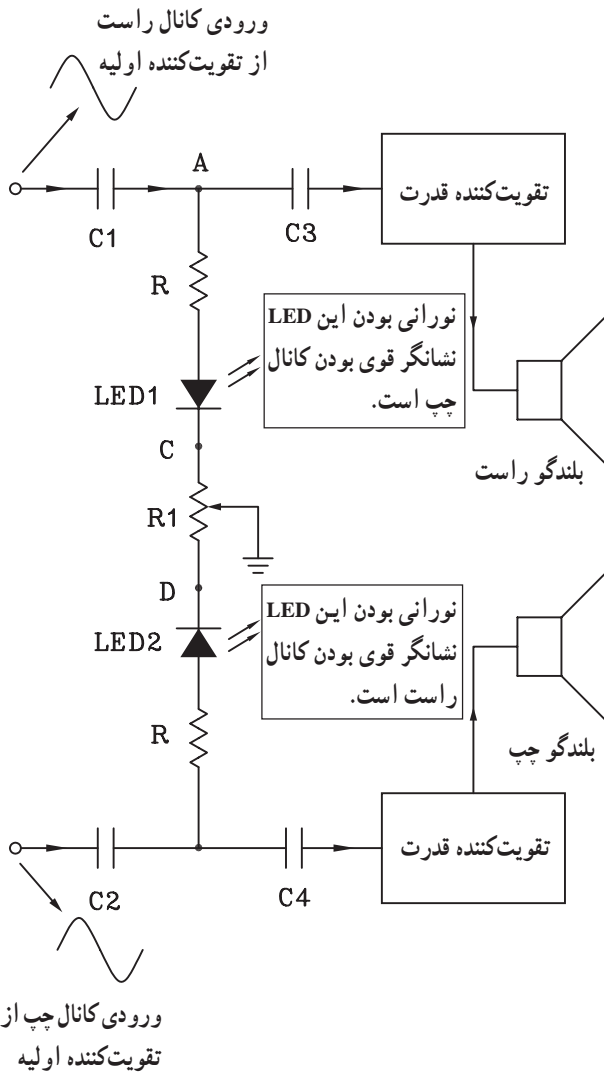 ورودی کانال راست
از تقویت‌کننده اولیه
A
C1
C3
تقویت‌کننده قدرت
R
نورانی بودن این LED
نشانگر قوی بودن کانال
چپ است.
LED1
C
بلندگو راست
R1
D
نورانی بودن این LED
نشانگر قوی بودن کانال
راست است.
LED2
R
بلندگو چپ
تقویت‌کننده قدرت
C2
C4
ورودی کانال چپ از
تقویت‌کننده اولیه